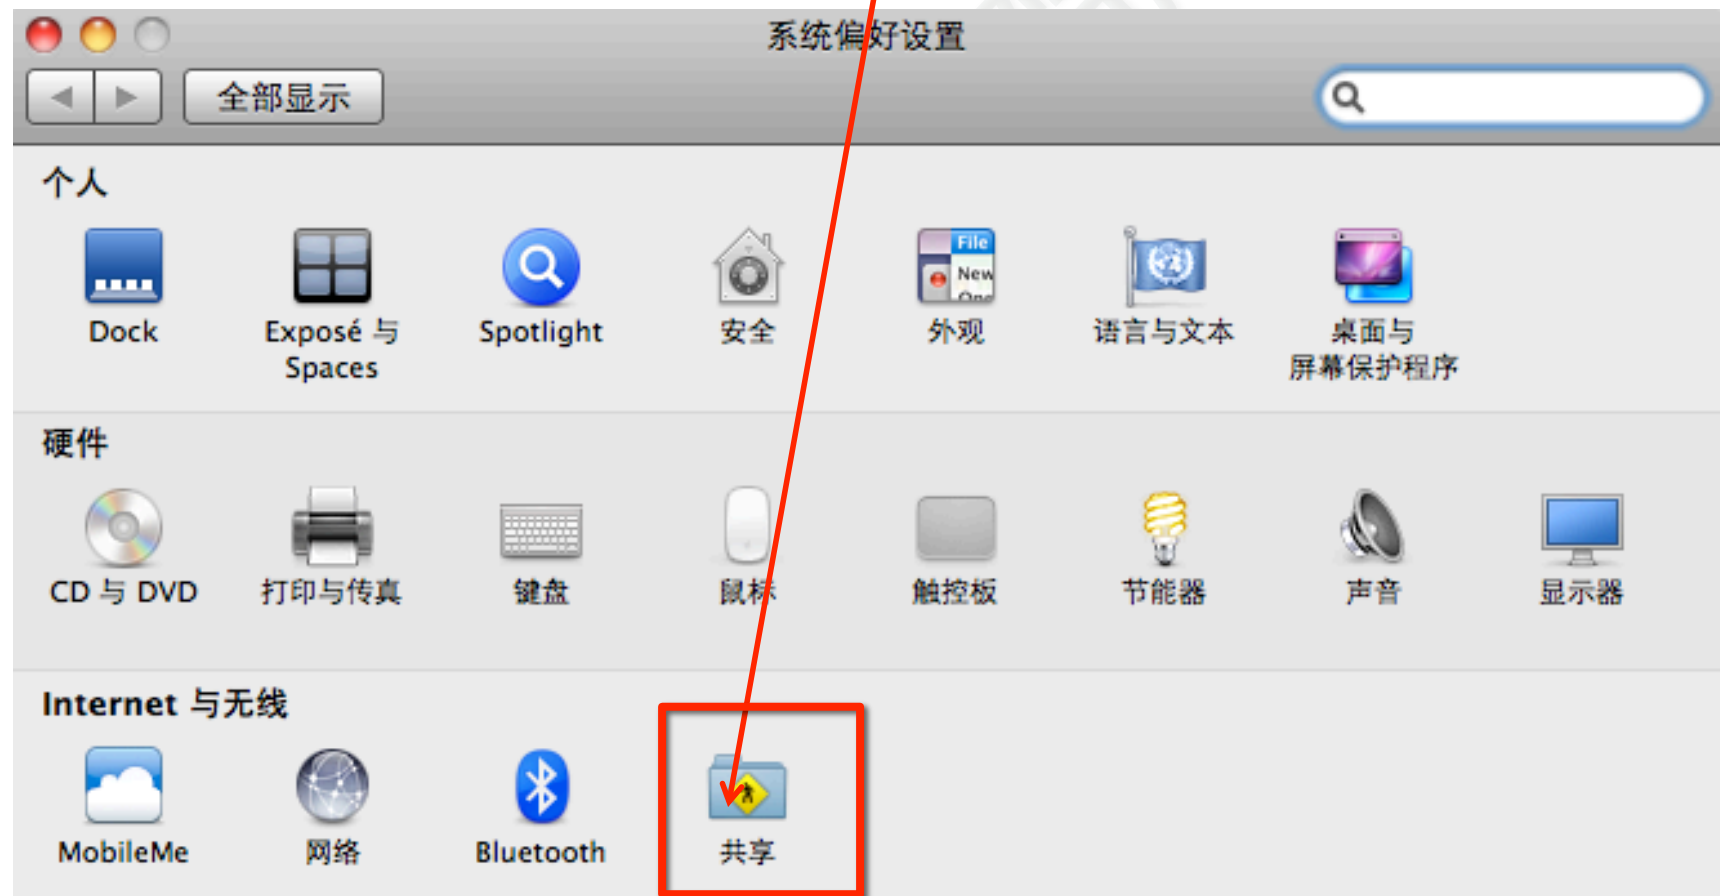 系统偏好设置
全部显示
个人
Dock
Exposé 与
Spaces
Spotlight
安全
File
New
外观
语言与文本
桌面与
屏幕保护程序
硬件
CD 与 DVD
打印与传真
键盘
鼠标
触控板
节能器
声音
显示器
Internet 与无线
MobileMe
网络
Bluetooth
共享